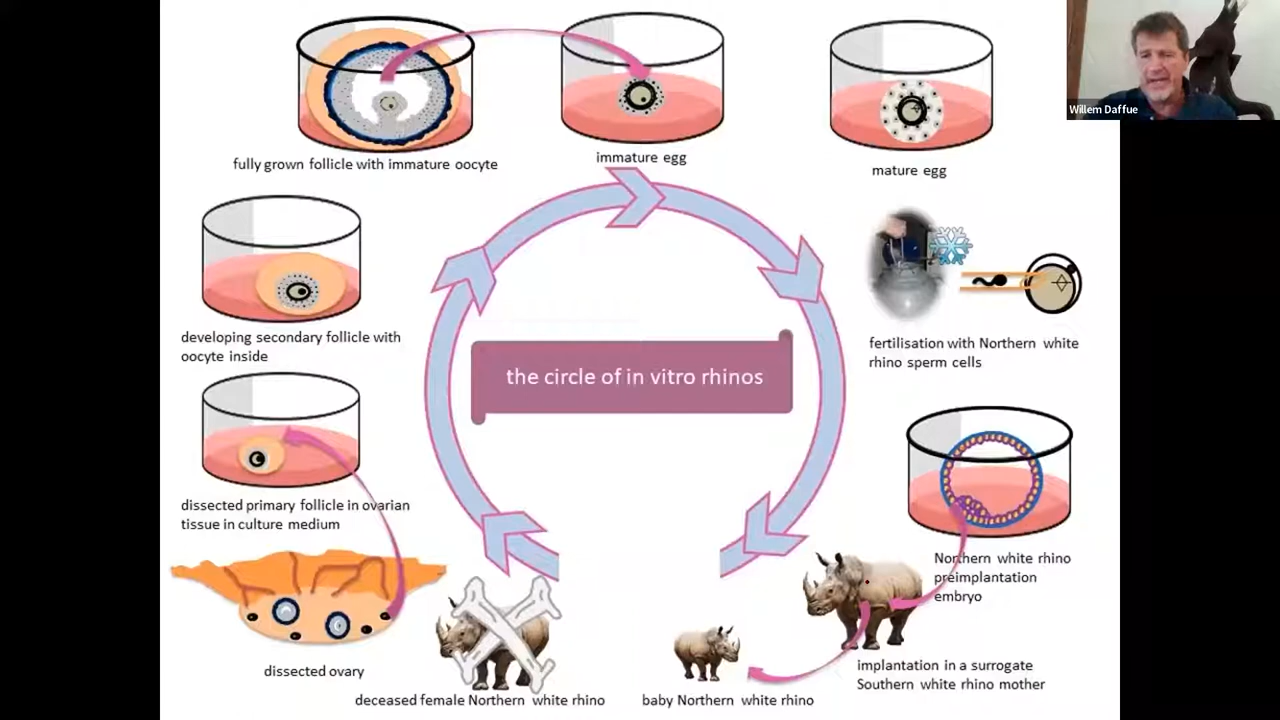 Willem Daffue
fully grown follicle with immature oocyte
immature egg
mature egg
developing secondary follicle with
oocyte inside
fertilisation with Northern white
rhino sperm cells
the circle of in vitro rhinos
dissected primary follicle in ovarian
tissue in culture medium
Northern white rhino
preimplantation
embryo
dissected ovary
implantation in a surrogate
Southern white rhino mother
deceased female Northern white rhino
baby Northern white rhino